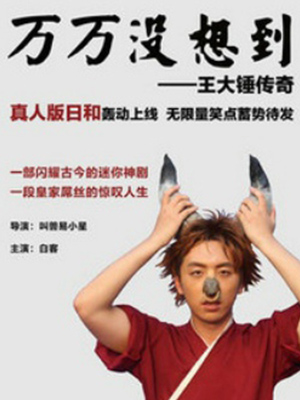 万万没想到
——王大锤传奇
真人版日和轰动上线 无限量笑点蓄势待发
一部闪耀古今的迷你神剧
一段皇家屌丝的惊叹人生
导演：叫兽易小星
主演：白客